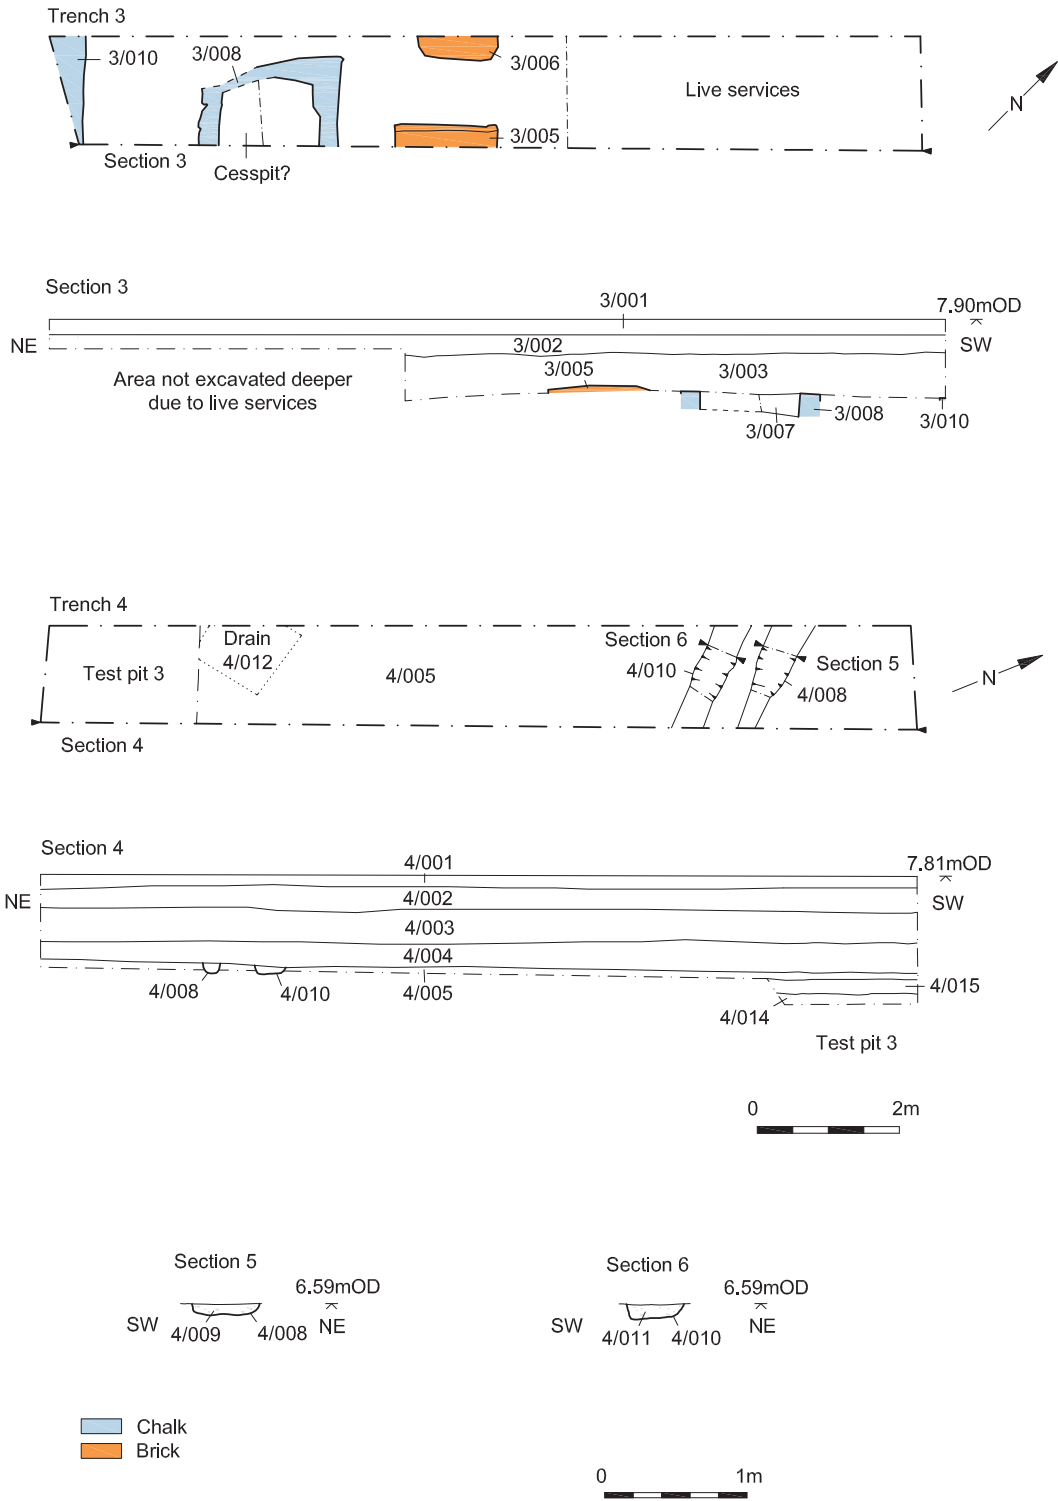 Trench 3
3/010
3/008
3/006
Live services
N
3/005
Section 3
Cesspit?
Section 3
3/001
7.90mOD
NE
3/002
SW
3/005
3/003
Area not excavated deeper
due to live services
3/008
3/010
3/007
Trench 4
Drain
4/012
Section 6
Test pit 3
4/005
4/010
Section 5
4/008
N
Section 4
Section 4
4/001
7.81mOD
NE
4/002
SW
4/003
4/004
4/008
4/010
4/005
4/015
4/014
Test pit 3
0 2m
Section 5
6.59mOD
SW
4/009
4/008
NE
Section 6
6.59mOD
SW
4/011
4/010
NE
Chalk
Brick
0 1m